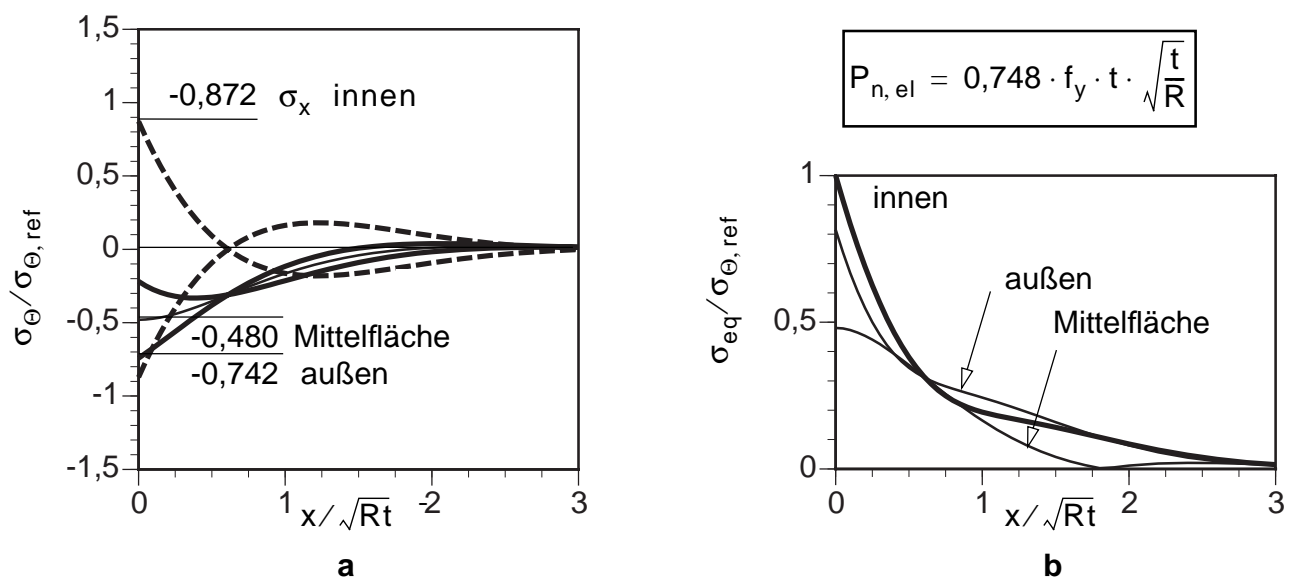 1,5
1
0,5
0
-0,5
-1
-1,5
σΘ/σΘ, ref
-0,872 σx innen
-0,480 Mittelfläche
-0,742 außen
0 1 -2 3
x/√Rt
a
Pn, el = 0,748 · fy · t · √t/R
1
0,5
0
σeq/σΘ, ref
innen
außen
Mittelfläche
0 1 2 3
x/√Rt
b